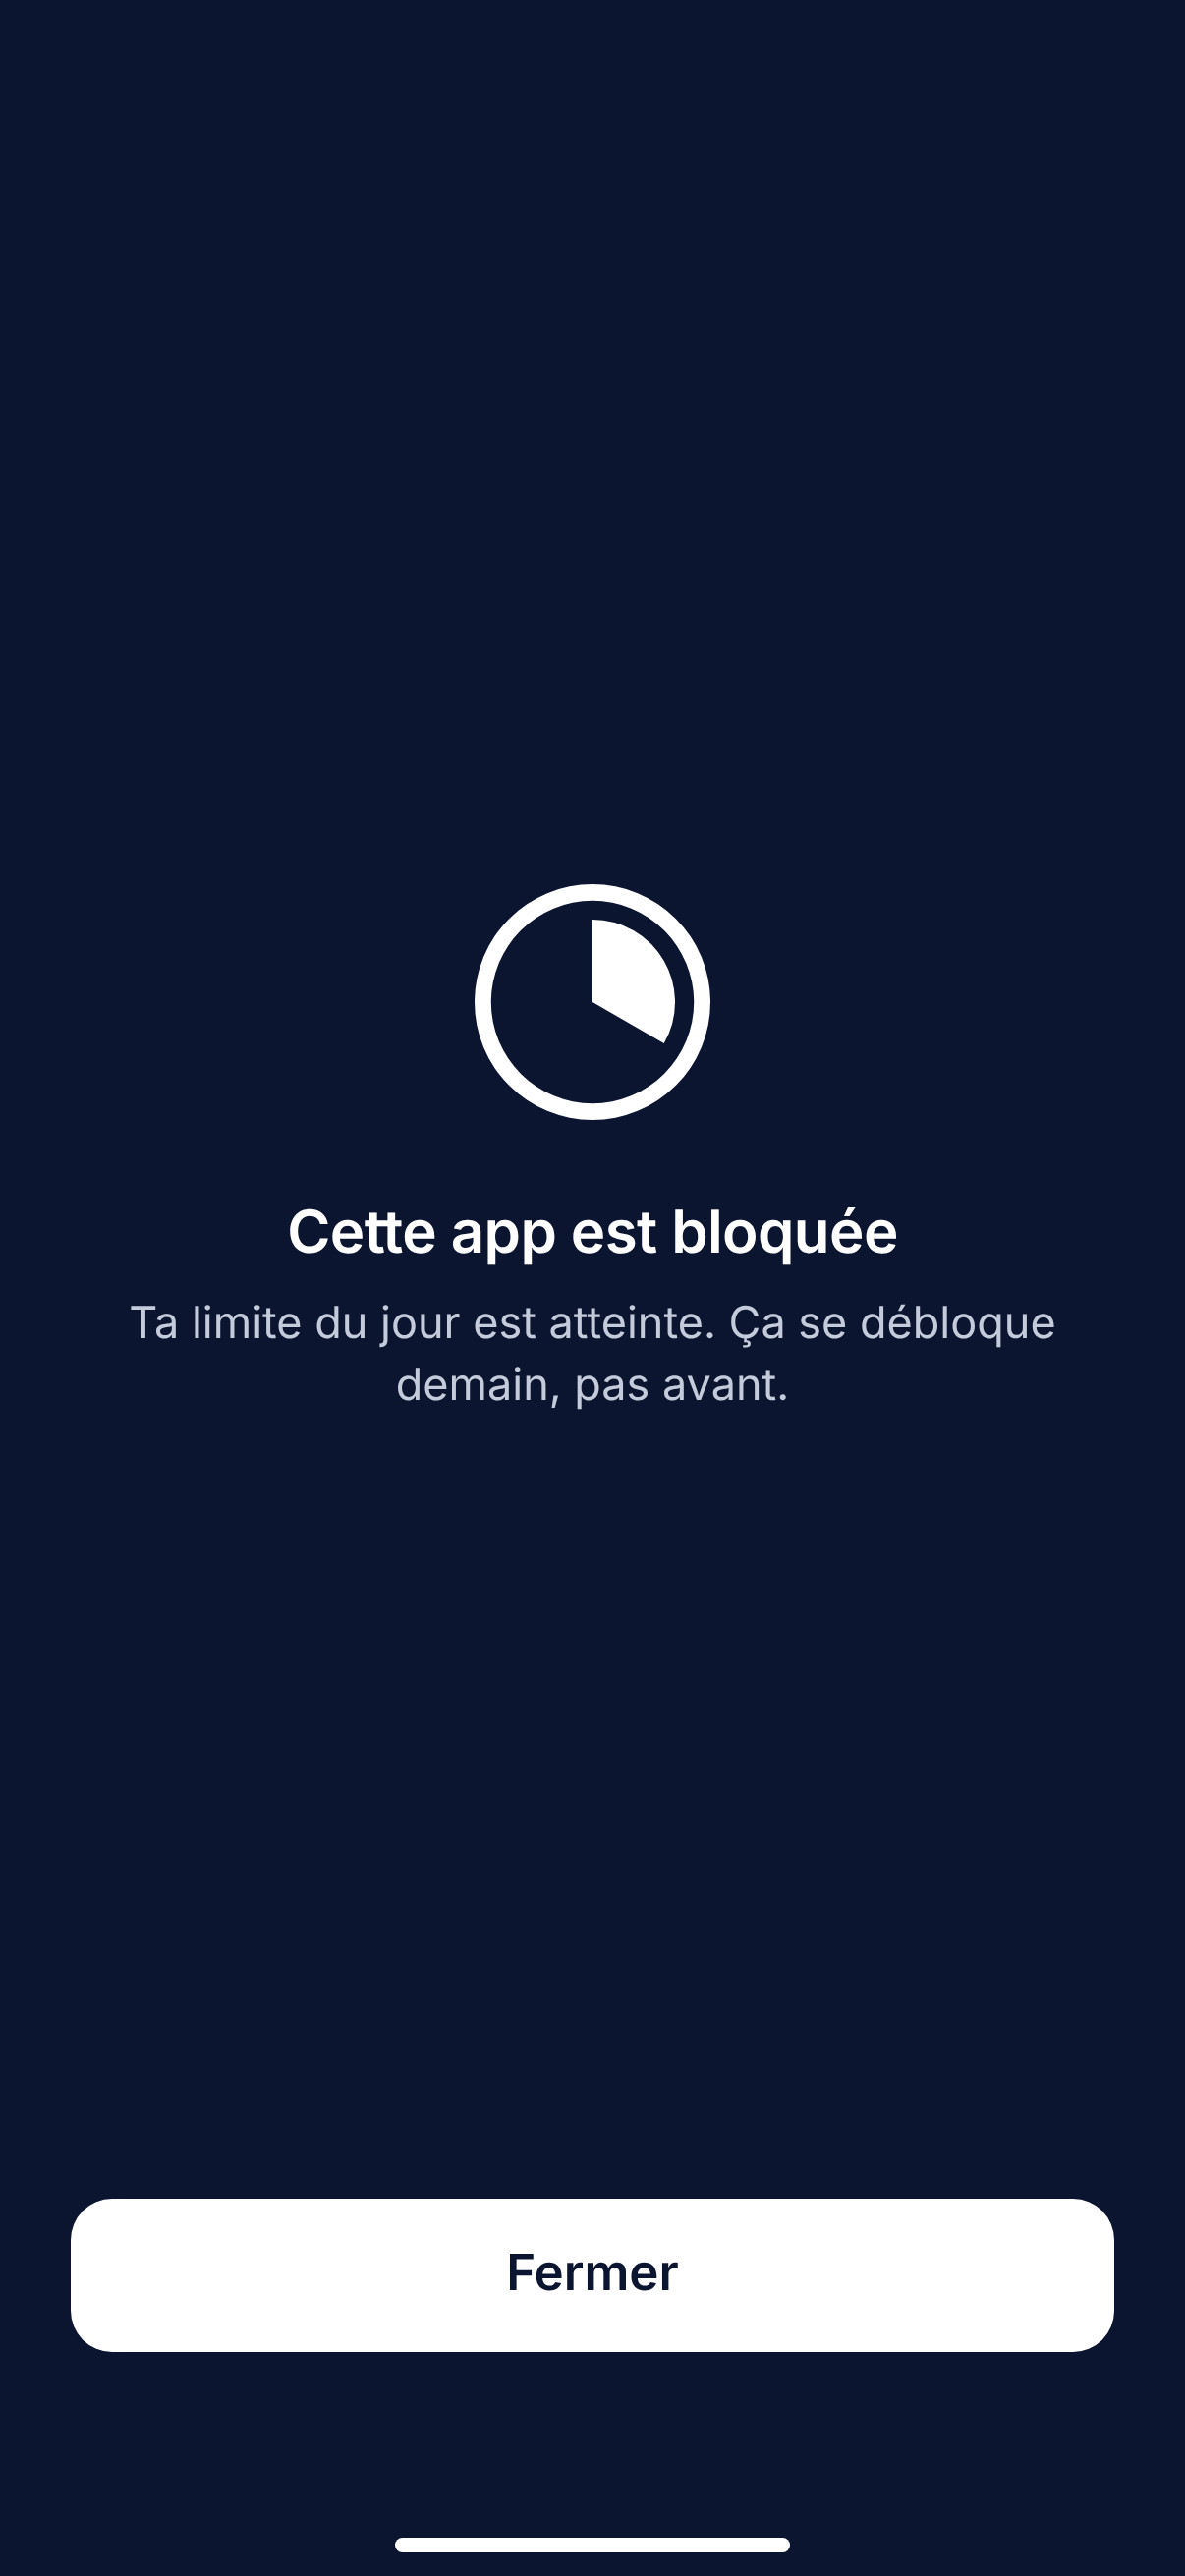 Cette app est bloquée
Ta limite du jour est atteinte. Ça se débloque
demain, pas avant.
Fermer